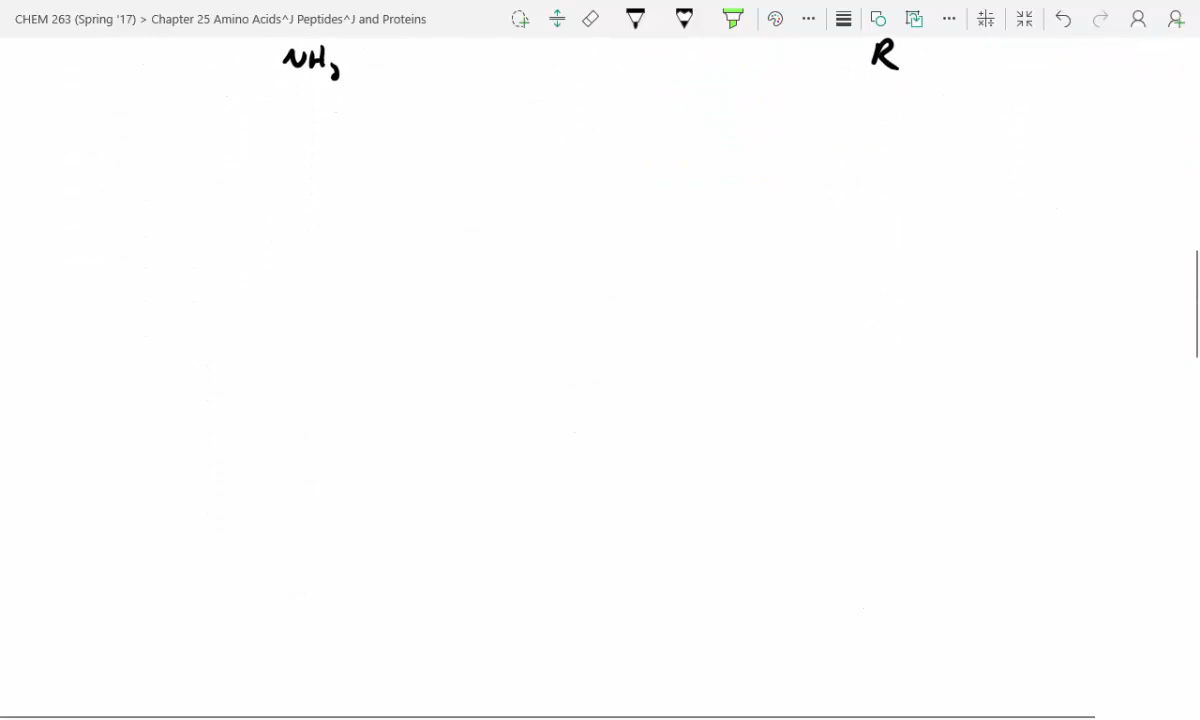 CHEM 263 (Spring '17) > Chapter 25 Amino Acids^J Peptides^J and Proteins
NH₂ R